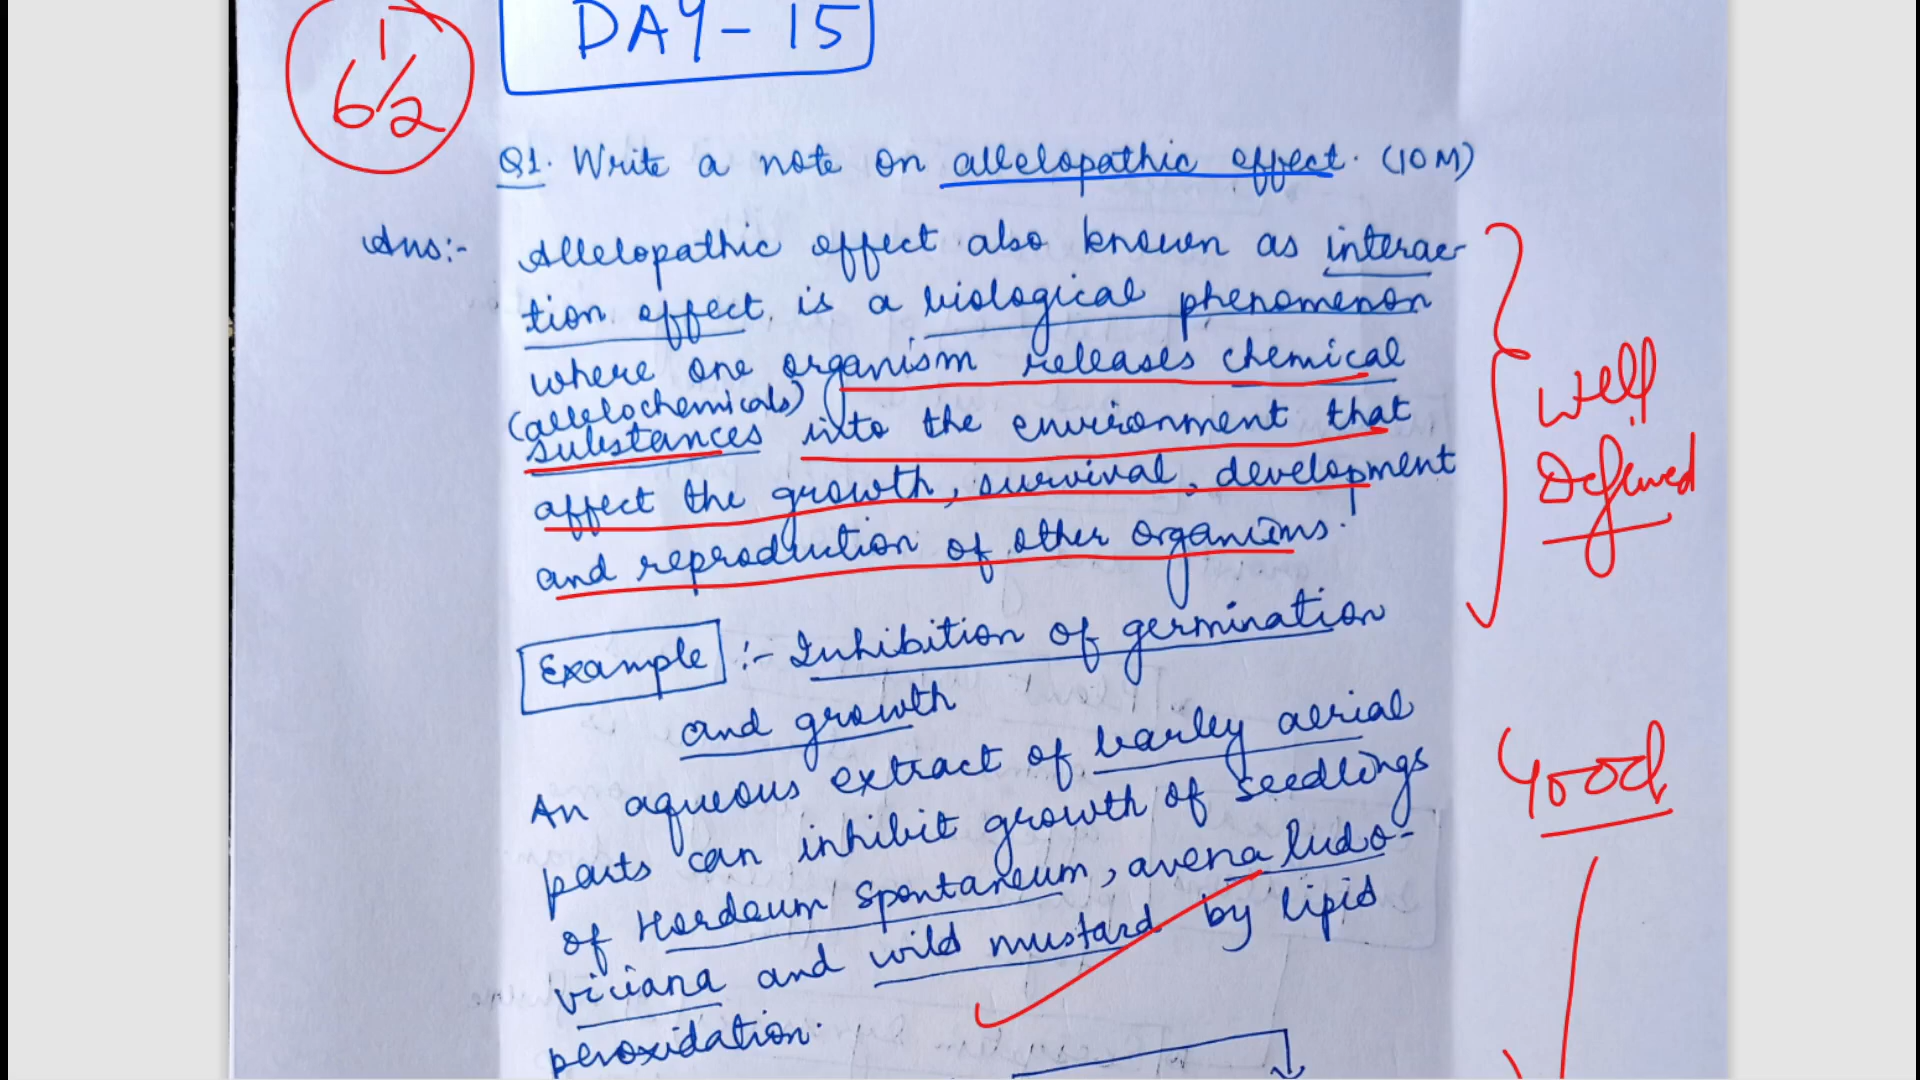 6 1/2
DAY-15
Q1. Write a note on allelopathic effect. (10M)
Ans:- Allelopathic effect also known as interac-
tion effect, is a biological phenomenon
where one organism releases chemical
(allelochemicals)
substances into the environment that
affect the growth, survival, development
and reproduction of other organisms.
Well
Defined
Example :- Inhibition of germination
and growth
An aqueous extract of barley aerial
parts can inhibit growth of seedlings
of Hordeum spontaneum, avena ludo-
viciana and wild mustard by lipid
peroxidation.
Good